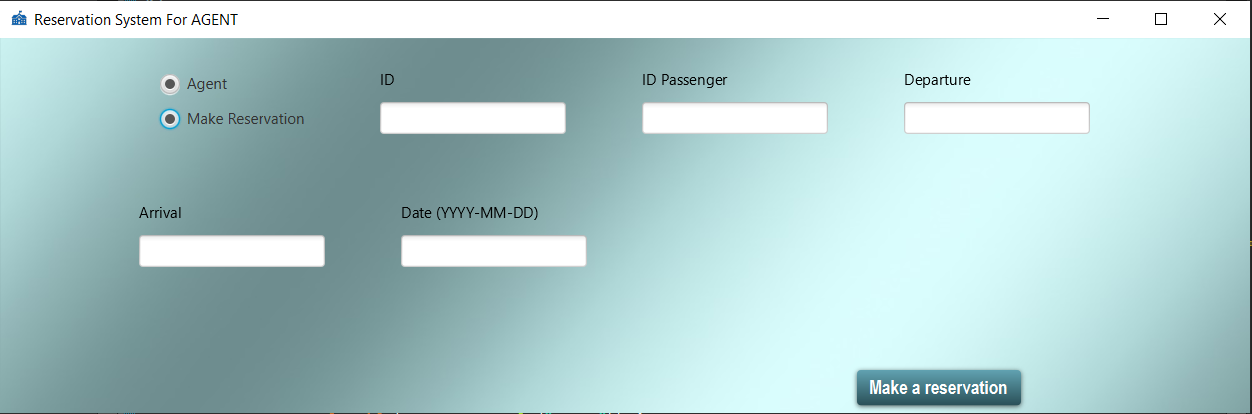 Reservation System For AGENT
Agent
Make Reservation
ID
ID Passenger
Departure
Arrival
Date (YYYY-MM-DD)
Make a reservation